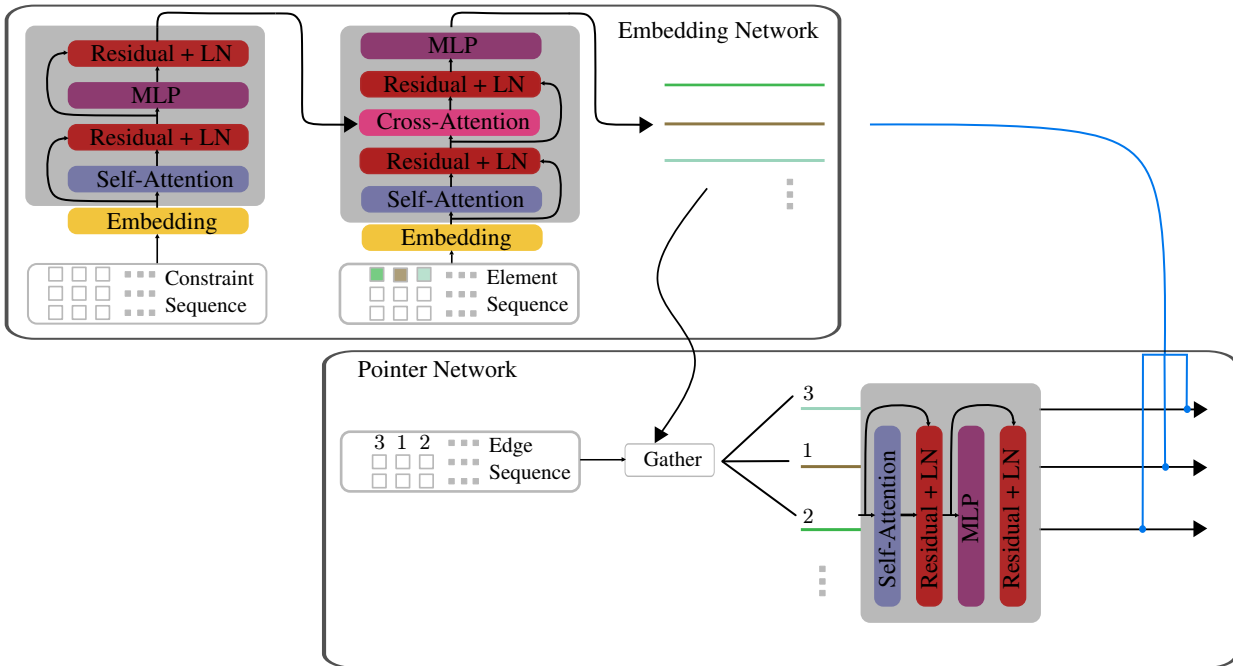 Embedding Network
Residual + LN
MLP
Residual + LN
Self-Attention
Embedding
Constraint
Sequence
MLP
Residual + LN
Cross-Attention
Residual + LN
Self-Attention
Embedding
Element
Sequence
Pointer Network
3 1 2
Edge
Sequence
Gather
3
1
2
Self-Attention
Residual + LN
MLP
Residual + LN